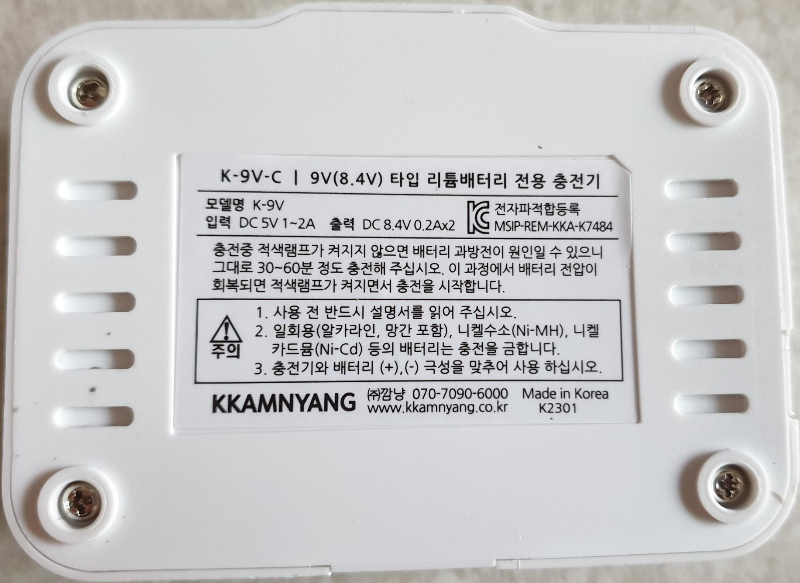 K-9V-C | 9V(8.4V) 타입 리튬배터리 전용 충전기
모델명 K-9V
입력 DC 5V 1~2A 출력 DC 8.4V 0.2Ax2
전자파적합등록
MSIP-REM-KKA-K7484
충전중 적색램프가 켜지지 않으면 배터리 과방전이 원인일 수 있으니
그대로 30~60분 정도 충전해 주십시오. 이 과정에서 배터리 전압이
회복되면 적색램프가 켜지면서 충전을 시작합니다.
주의
1. 사용 전 반드시 설명서를 읽어 주십시오.
2. 일회용(알카라인, 망간 포함), 니켈수소(Ni-MH), 니켈
카드뮴(Ni-Cd) 등의 배터리는 충전을 금합니다.
3. 충전기와 배터리 (+),(-) 극성을 맞추어 사용 하십시오.
KKAMNYANG
㈜깜냥 070-7090-6000 Made in Korea
www.kkamnyang.co.kr K2301